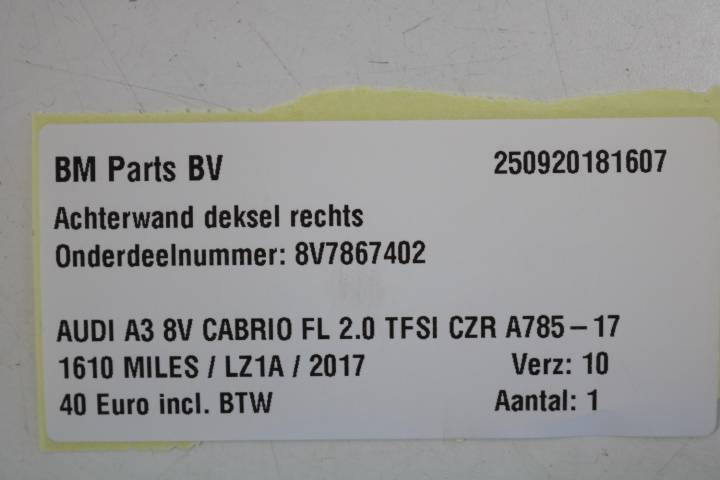 BM Parts BV 250920181607
Achterwand deksel rechts
Onderdeelnummer: 8V7867402
AUDI A3 8V CABRIO FL 2.0 TFSI CZR A785-17
1610 MILES / LZ1A / 2017 Verz: 10
40 Euro incl. BTW Aantal: 1